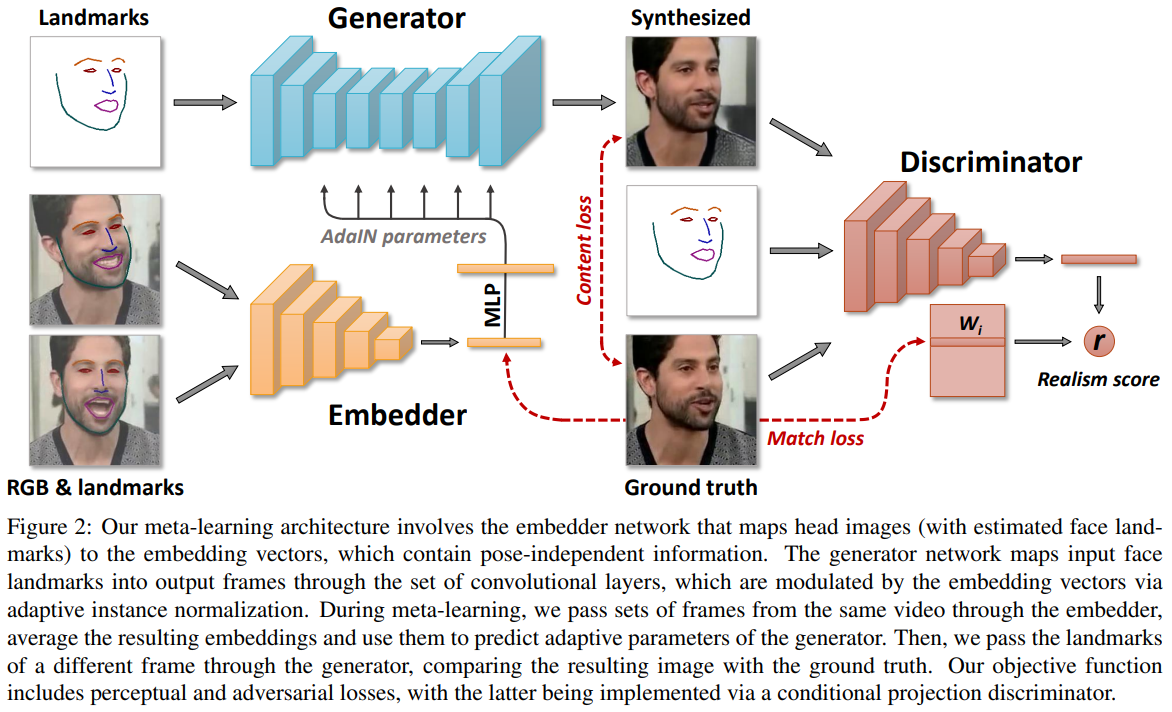 Landmarks
Generator
Synthesized
Discriminator
AdaIN parameters
Content loss
MLP
W_i
r
Realism score
Embedder
Match loss
RGB & landmarks
Ground truth
Figure 2: Our meta-learning architecture involves the embedder network that maps head images (with estimated face land-
marks) to the embedding vectors, which contain pose-independent information. The generator network maps input face
landmarks into output frames through the set of convolutional layers, which are modulated by the embedding vectors via
adaptive instance normalization. During meta-learning, we pass sets of frames from the same video through the embedder,
average the resulting embeddings and use them to predict adaptive parameters of the generator. Then, we pass the landmarks
of a different frame through the generator, comparing the resulting image with the ground truth. Our objective function
includes perceptual and adversarial losses, with the latter being implemented via a conditional projection discriminator.